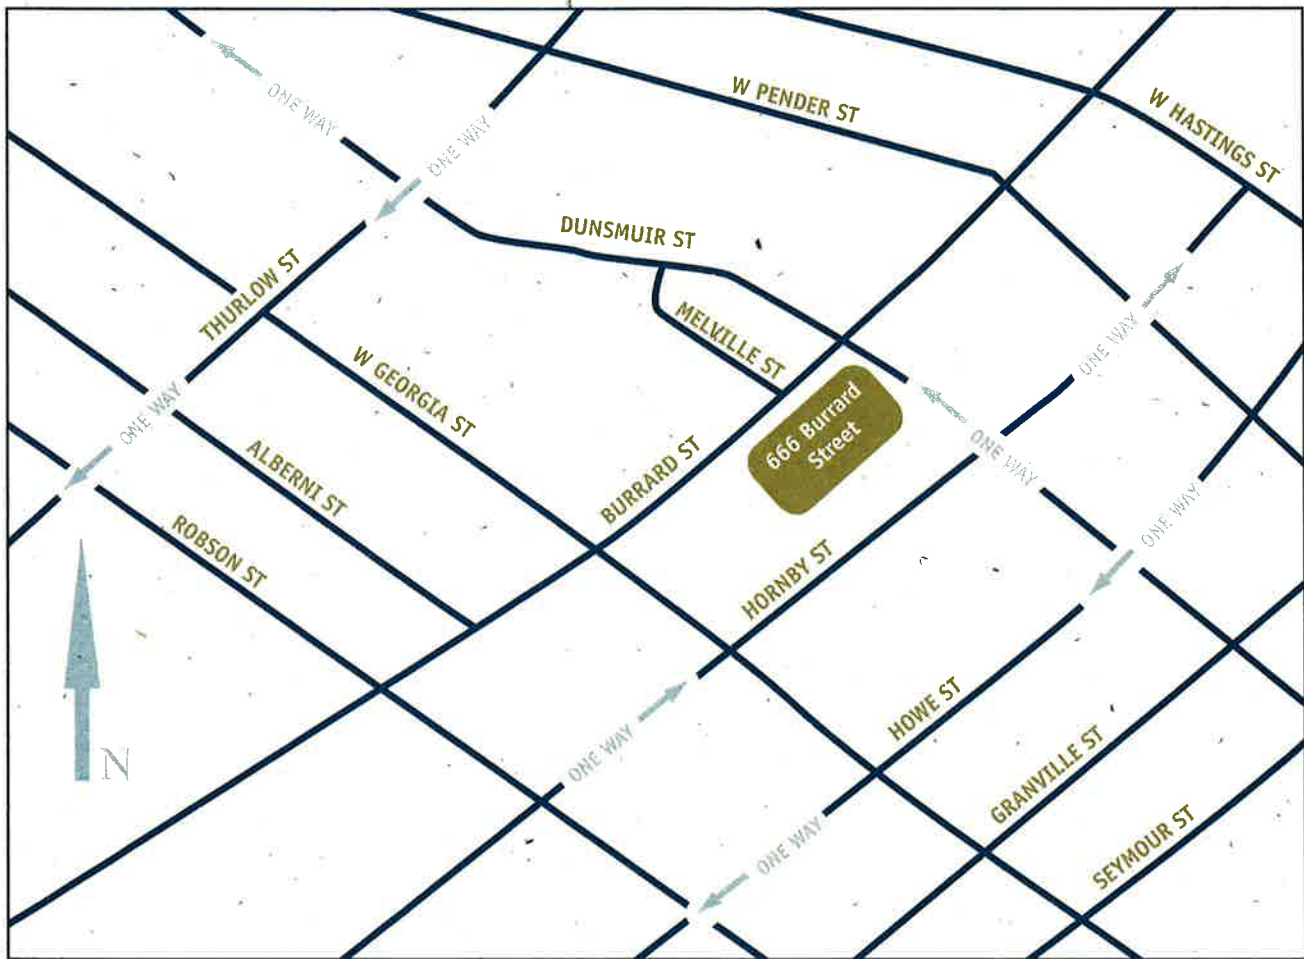 ONE WAY
ONE WAY
W PENDER ST
W HASTINGS ST
DUNSMUIR ST
THURLOW ST
MELVILLE ST
ONE WAY
W GEORGIA ST
ONE WAY
666 Burrard
Street
ALBERNI ST
BURRARD ST
ONE WAY
ONE WAY
ROBSON ST
HORNBY ST
N
ONE WAY
HOWE ST
GRANVILLE ST
ONE WAY
SEYMOUR ST